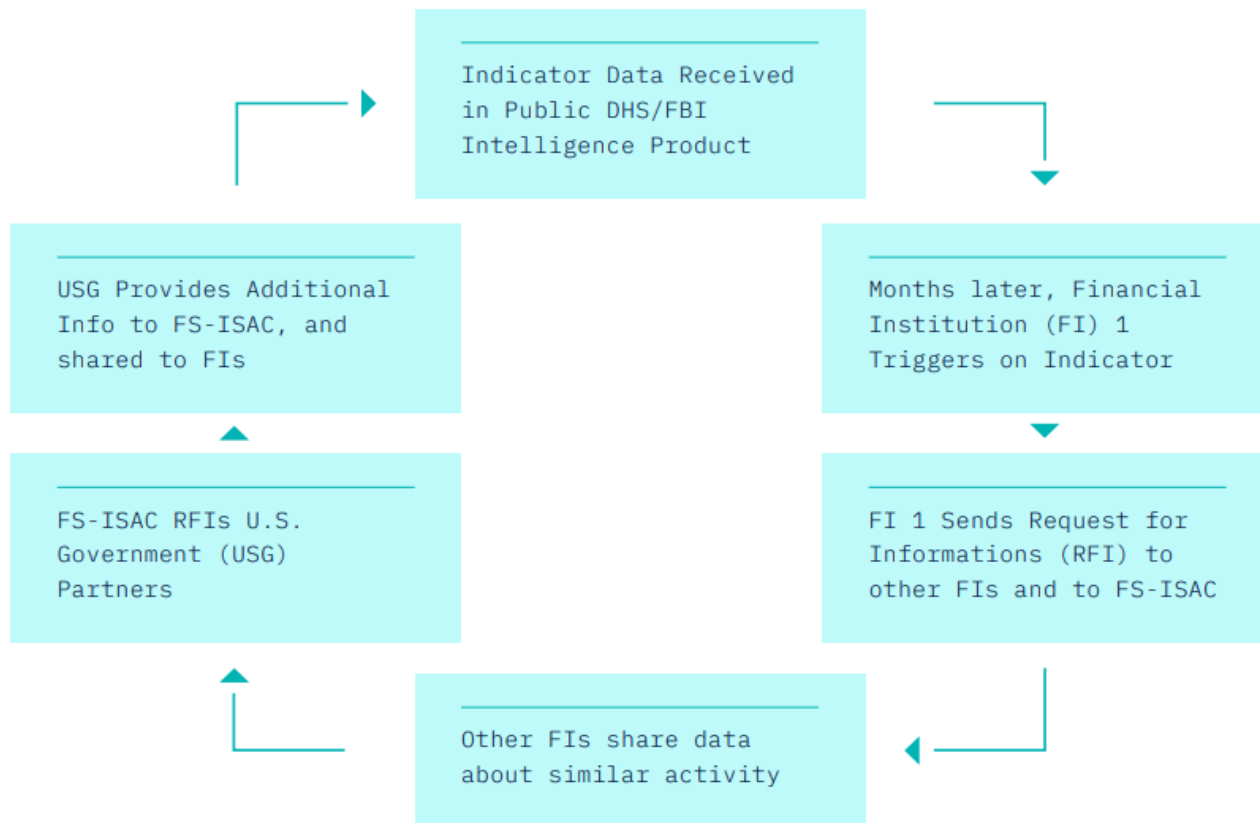 Indicator Data Received
in Public DHS/FBI
Intelligence Product
Months later, Financial
Institution (FI) 1
Triggers on Indicator
FI 1 Sends Request for
Informations (RFI) to
other FIs and to FS-ISAC
Other FIs share data
about similar activity
FS-ISAC RFIs U.S.
Government (USG)
Partners
USG Provides Additional
Info to FS-ISAC, and
shared to FIs